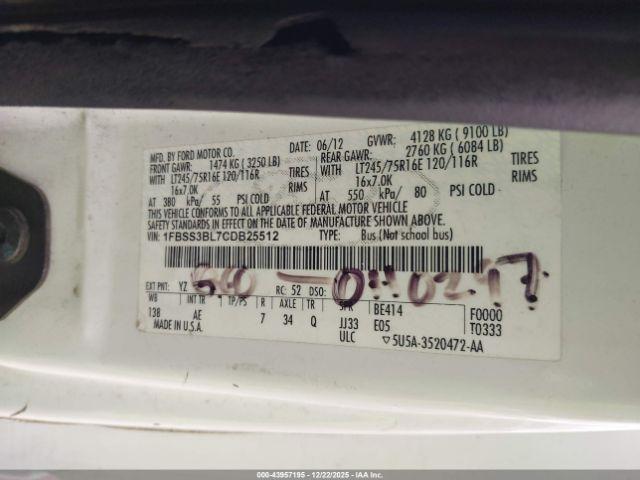 MFD. BY FORD MOTOR CO.
DATE: 06/12 GVWR: 4128 KG ( 9100 LB)
FRONT GAWR: 1474 KG ( 3250 LB) REAR GAWR: 2760 KG ( 6084 LB)
WITH LT245/75R16E 120/116R TIRES WITH LT245/75R16E 120/116R TIRES
16x7.0K RIMS 16x7.0K RIMS
AT 380 kPa/ 55 PSI COLD AT 550 kPa/ 80 PSI COLD
THIS VEHICLE CONFORMS TO ALL APPLICABLE FEDERAL MOTOR VEHICLE
SAFETY STANDARDS IN EFFECT ON THE DATE OF MANUFACTURE SHOWN ABOVE.
VIN: 1FBSS3BL7CDB25512 TYPE: Bus (Not school bus)
EXT PNT: YZ RC: 52 DSO:
WB INT TR TP/PS R AXLE TR SPR BE414 F0000
138 AE 7 34 Q JJ33 E05 T0333
MADE IN U.S.A. ULC ▽5U5A-3520472-AA
000-43957195 - 12/22/2025 - Copyright IAA, LLC